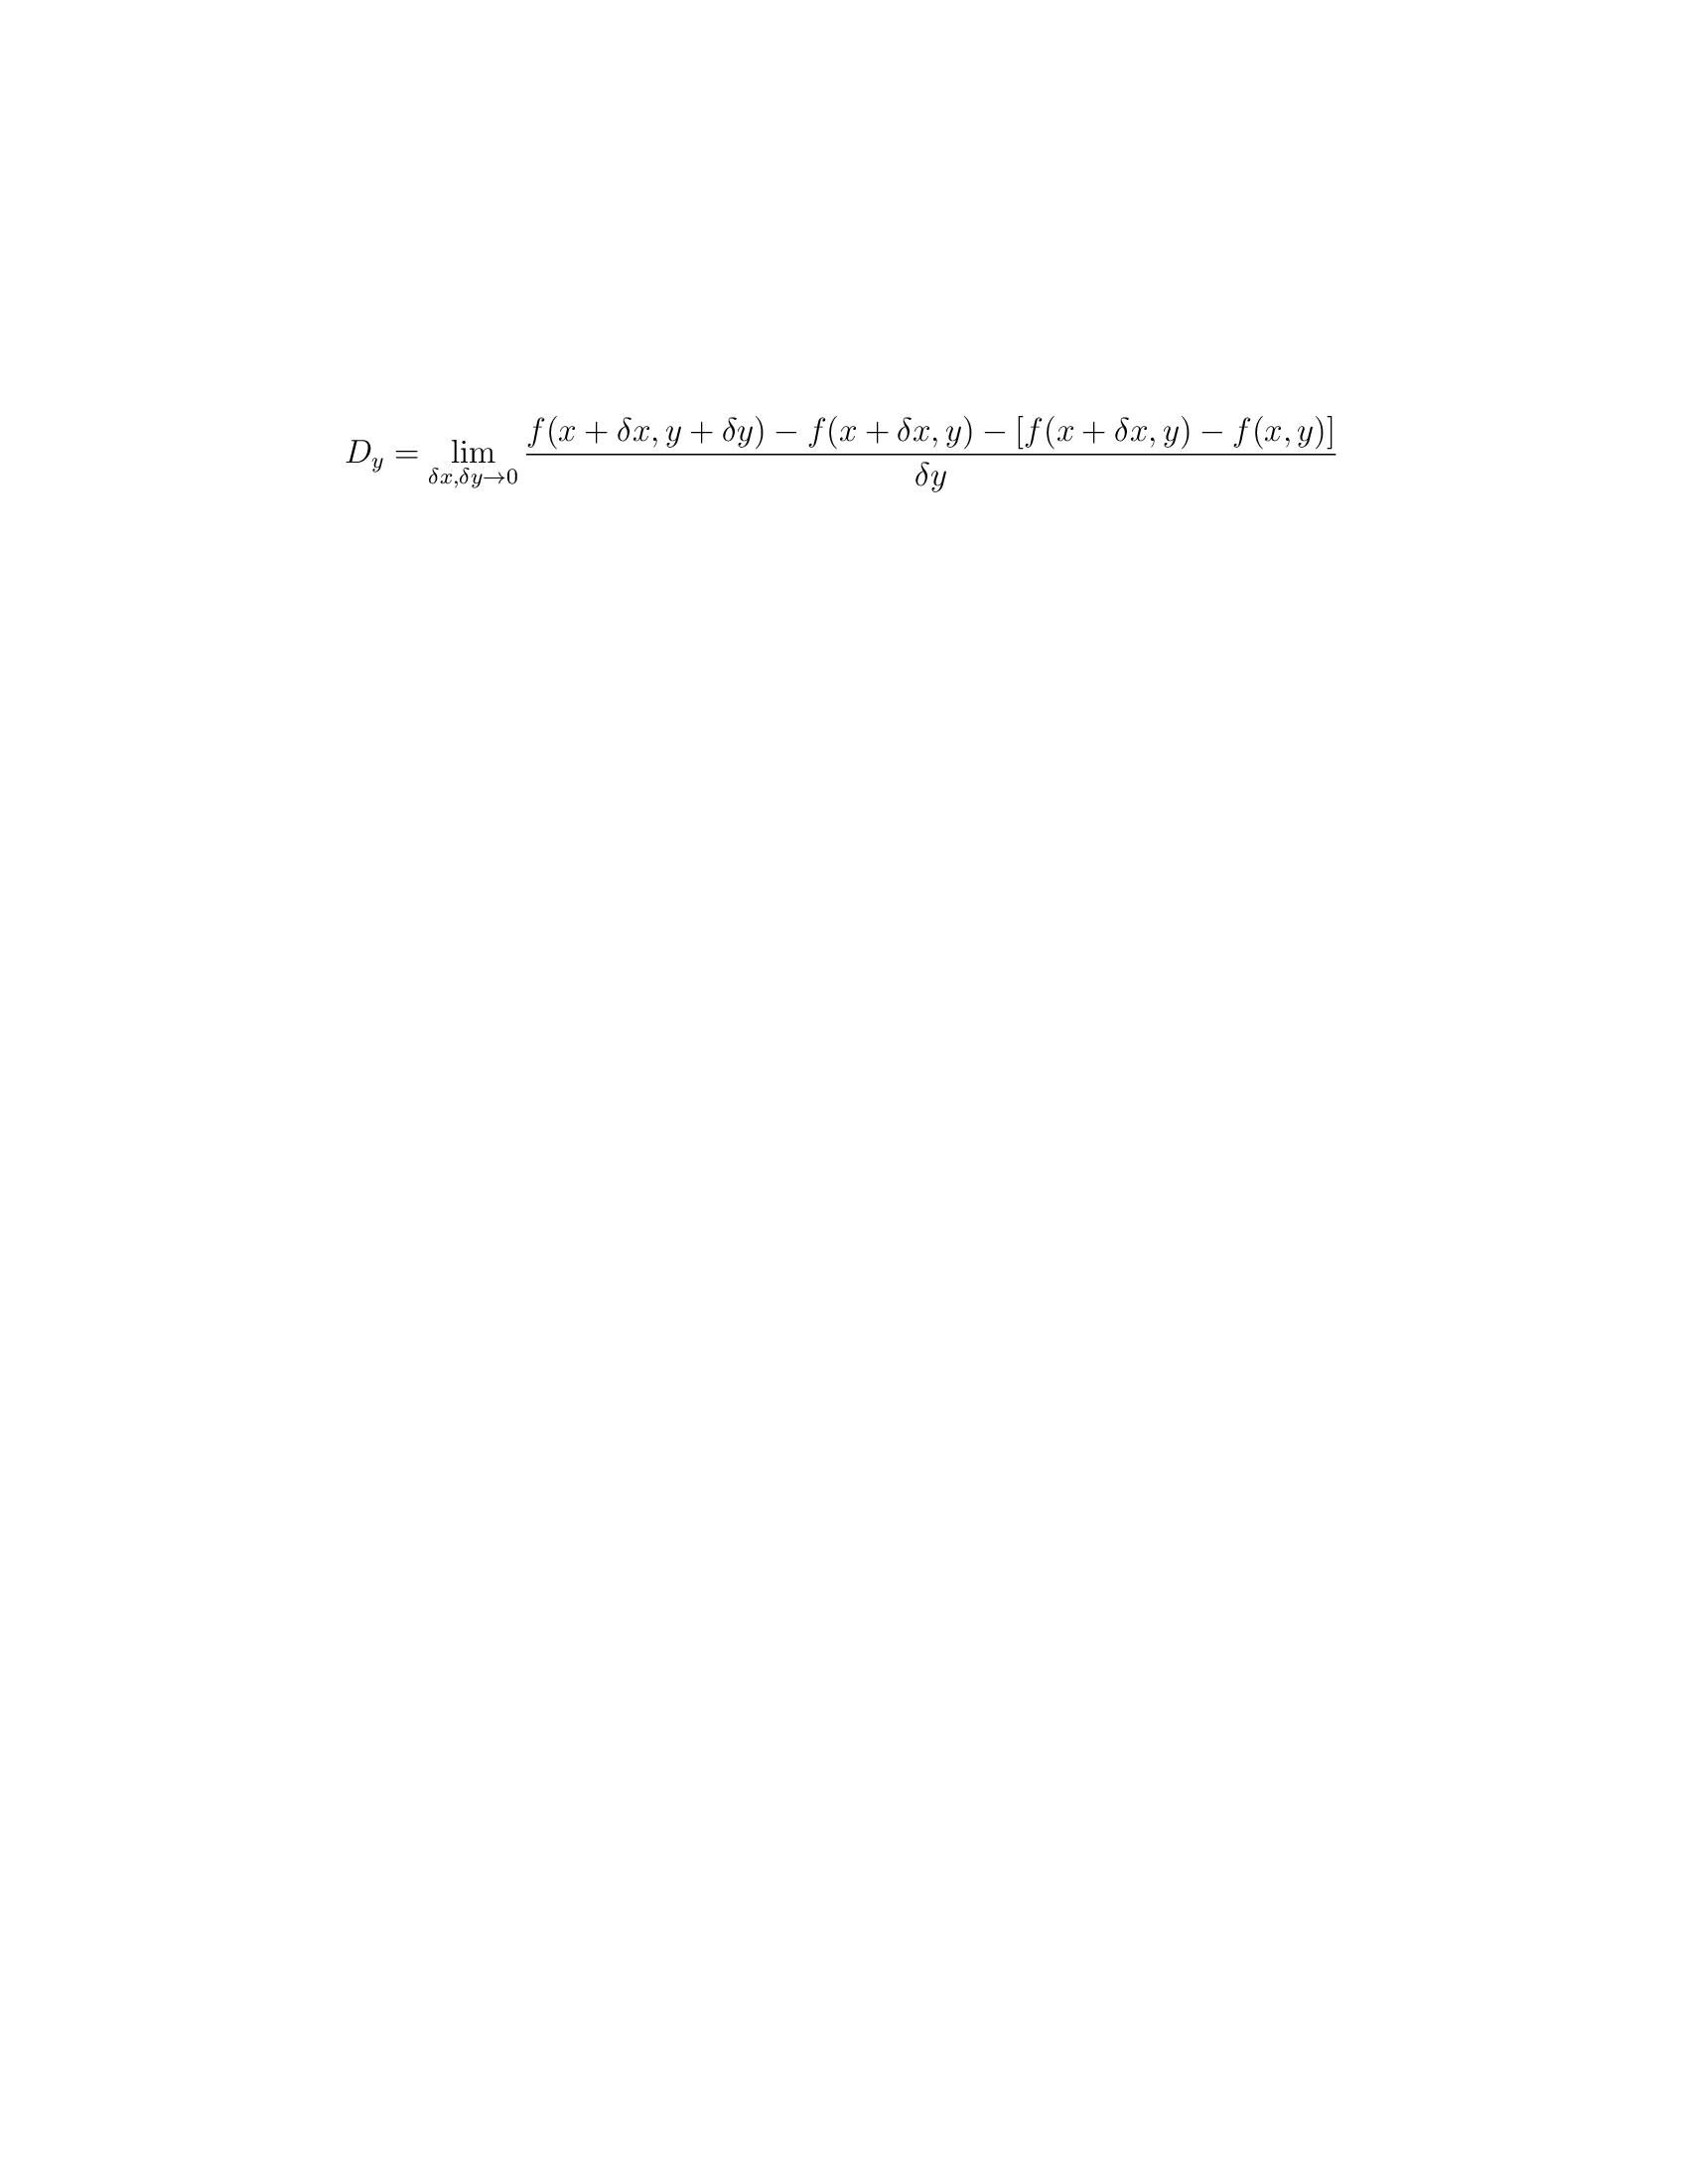 $D_y = \lim_{\delta x, \delta y \to 0} \frac{f(x + \delta x, y + \delta y) - f(x + \delta x, y) - [f(x + \delta x, y) - f(x, y)]}{\delta y}$